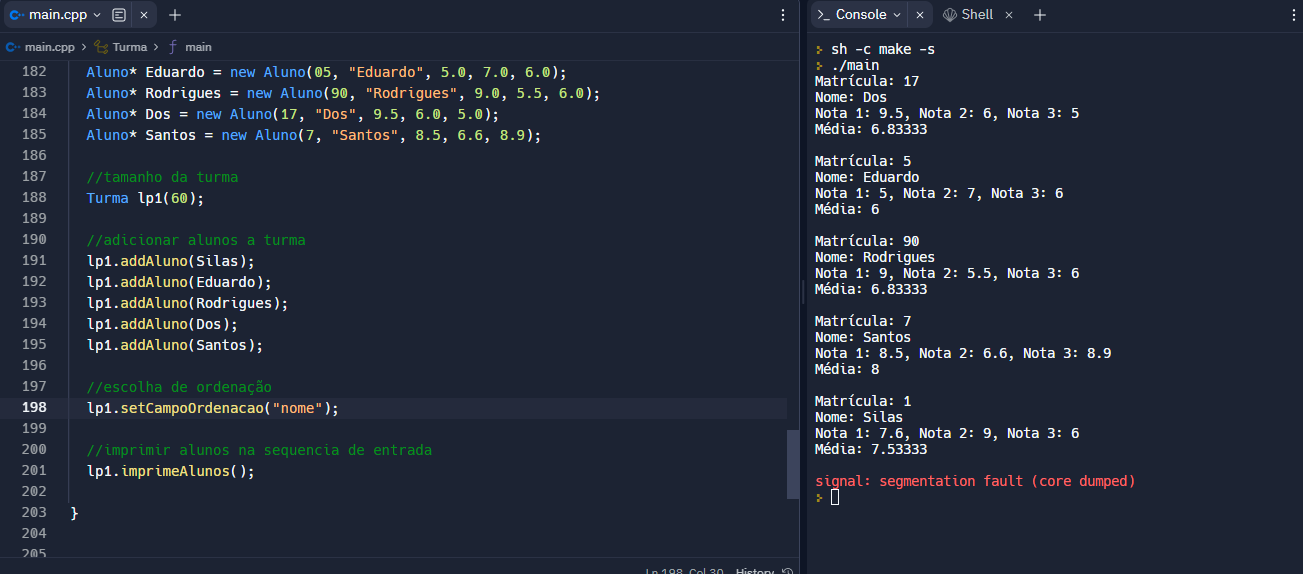 main.cpp
main.cpp > Turma > f main
182 Aluno* Eduardo = new Aluno(05, "Eduardo", 5.0, 7.0, 6.0);
183 Aluno* Rodrigues = new Aluno(90, "Rodrigues", 9.0, 5.5, 6.0);
184 Aluno* Dos = new Aluno(17, "Dos", 9.5, 6.0, 5.0);
185 Aluno* Santos = new Aluno(7, "Santos", 8.5, 6.6, 8.9);
186
187 //tamanho da turma
188 Turma lp1(60);
189
190 //adicionar alunos a turma
191 lp1.addAluno(Silas);
192 lp1.addAluno(Eduardo);
193 lp1.addAluno(Rodrigues);
194 lp1.addAluno(Dos);
195 lp1.addAluno(Santos);
196
197 //escolha de ordenação
198 lp1.setCampoOrdenacao("nome");
199
200 //imprimir alunos na sequencia de entrada
201 lp1.imprimeAlunos();
202
203 }
204
205
Ln 198, Col 30 History
Console
Shell
sh -c make -s
./main
Matrícula: 17
Nome: Dos
Nota 1: 9.5, Nota 2: 6, Nota 3: 5
Média: 6.83333
Matrícula: 5
Nome: Eduardo
Nota 1: 5, Nota 2: 7, Nota 3: 6
Média: 6
Matrícula: 90
Nome: Rodrigues
Nota 1: 9, Nota 2: 5.5, Nota 3: 6
Média: 6.83333
Matrícula: 7
Nome: Santos
Nota 1: 8.5, Nota 2: 6.6, Nota 3: 8.9
Média: 8
Matrícula: 1
Nome: Silas
Nota 1: 7.6, Nota 2: 9, Nota 3: 6
Média: 7.53333
signal: segmentation fault (core dumped)